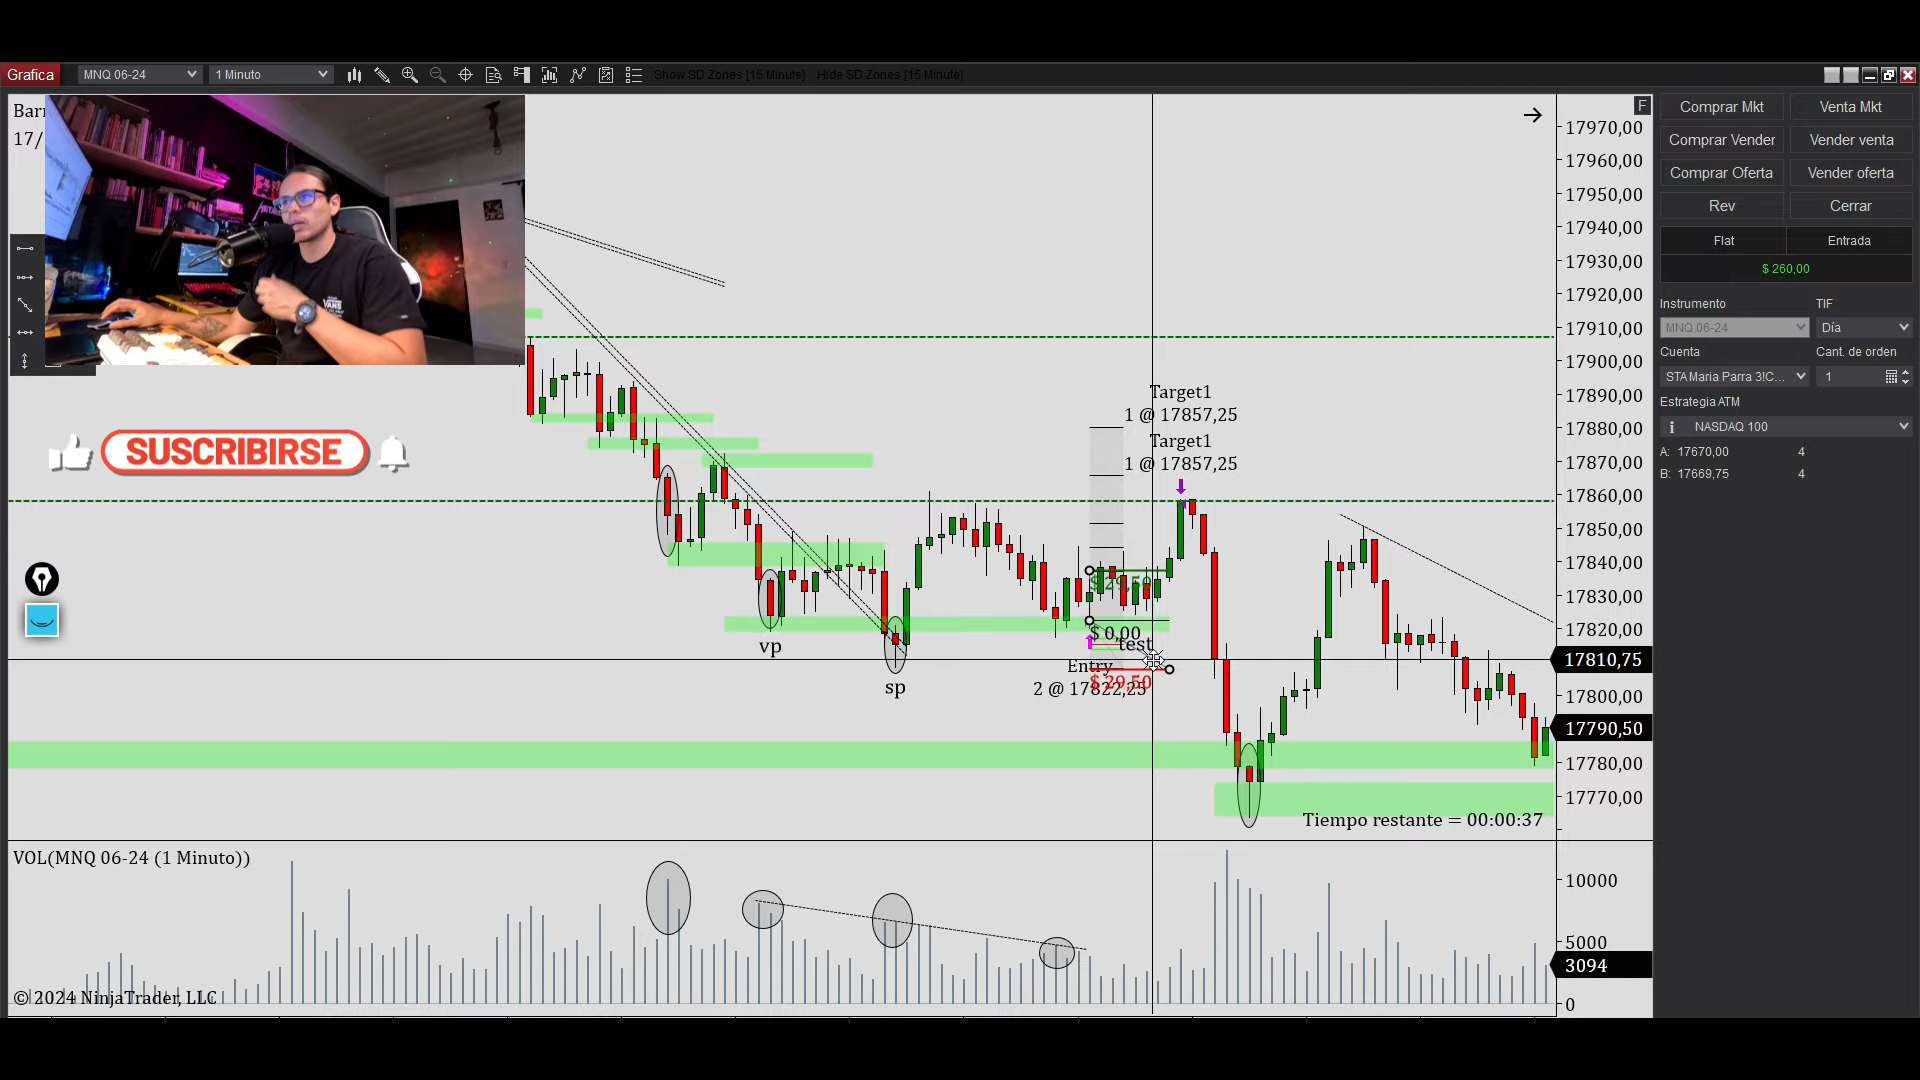 Grafica
MNQ 06-24
1 Minuto
Show SD Zones [15 Minute]
Hide SD Zones [15 Minute]
17/
F
SUSCRIBIRSE
Target1
1 @ 17857,25
Target1
1 @ 17857,25
$ 29,50
$ 0,00
test
Entry
2 @ 17822,25
$ 29,50
vp
sp
Tiempo restante = 00:00:37
17970,00
17960,00
17950,00
17940,00
17930,00
17920,00
17910,00
17900,00
17890,00
17880,00
17870,00
17860,00
17850,00
17840,00
17830,00
17820,00
17810,75
17800,00
17790,50
17780,00
17770,00
VOL(MNQ 06-24 (1 Minuto))
10000
5000
3094
0
© 2024 NinjaTrader, LLC
Comprar Mkt
Venta Mkt
Comprar Vender
Vender venta
Comprar Oferta
Vender oferta
Rev
Cerrar
Flat
Entrada
$ 260,00
Instrumento
TIF
MNQ 06-24
Día
Cuenta
Cant. de orden
STAMaria Parra 3!C...
1
Estrategia ATM
NASDAQ 100
A: 17670,00 4
B: 17669,75 4